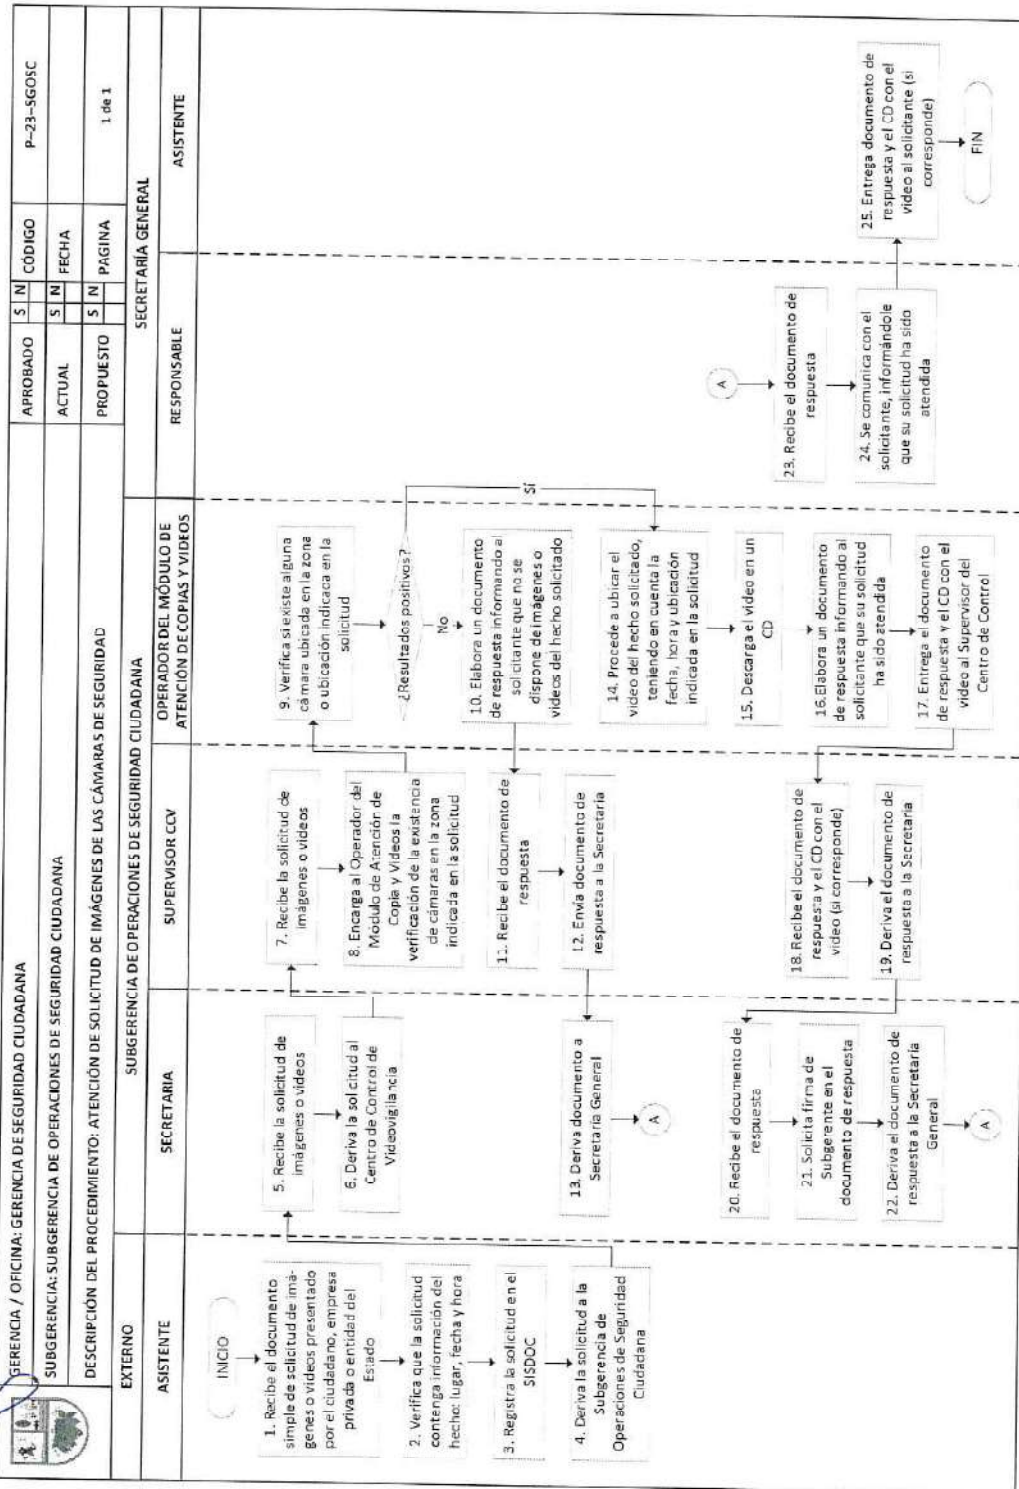 GERENCIA / OFICINA: GERENCIA DE SEGURIDAD CIUDADANA
APROBADO
S N
CÓDIGO
P-23-SGOSC
SUBGERENCIA: SUBGERENCIA DE OPERACIONES DE SEGURIDAD CIUDADANA
ACTUAL
S N
FECHA
DESCRIPCIÓN DEL PROCEDIMIENTO: ATENCIÓN DE SOLICITUD DE IMÁGENES DE LAS CÁMARAS DE SEGURIDAD
PROPUESTO
S N
PAGINA
1 de 1
EXTERNO
SUBGERENCIA DE OPERACIONES DE SEGURIDAD CIUDADANA
SECRETARÍA GENERAL
ASISTENTE
SECRETARIA
SUPERVISOR CCV
OPERADOR DEL MÓDULO DE
ATENCIÓN DE COPIAS Y VIDEOS
RESPONSABLE
ASISTENTE
INICIO
1. Recibe el documento
simple de solicitud de imá-
genes o videos presentado
por el ciudadano, empresa
privada o entidad del
Estado
2. Verifica que la solicitud
contenga información del
hecho: lugar, fecha y hora
3. Registra la solicitud en el
SISDOC
4. Deriva la solicitud a la
Subgerencia de
Operaciones de Seguridad
Ciudadana
5. Recibe la solicitud de
imágenes o videos
6. Deriva la solicitud al
Centro de Control de
Videovigilancia
7. Recibe la solicitud de
imágenes o videos
8. Encarga al Operador del
Módulo de Atención de
Copia y Videos la
verificación de la existencia
de cámaras en la zona
indicada en la solicitud
9. Verifica si existe alguna
cámara ubicada en la zona
o ubicación indicaca en la
solicitud
¿Resultados positivos?
No
Sí
10. Elabora un documento
de respuesta informando al
solicitante que no se
dispone de imágenes o
videos del hecho solicitado
11. Recibe el documento de
respuesta
12. Envía documento de
respuesta a la Secretaria
13. Deriva documento a
Secretaría General
A
14. Procede a ubicar el
video del hecho solicitado,
teniendo en cuenta la
fecha, hora y ubicación
indicada en la solicitud
15. Descarga el video en un
CD
16.Elabora un documento
de respuesta informando al
solicitante que su solicitud
ha sido atendida
17. Entrega el documento
de respuesta y el CD con el
video al Supervisor del
Centro de Control
18. Recibe el documento de
respuesta y el CD con el
video (si corresponde)
19. Deriva el documento de
respuesta a la Secretaria
20. Recibe el documento de
respuesta
21. Solicita firma de
Subgerente en el
documento de respuesta
22. Deriva el documento de
respuesta a la Secretaría
General
A
A
23. Recibe el documento de
respuesta
24. Se comunica con el
solicitante, informándole
que su solicitud ha sido
atendida
25. Entrega documento de
respuesta y el CD con el
video al solicitante (si
corresponde)
FIN